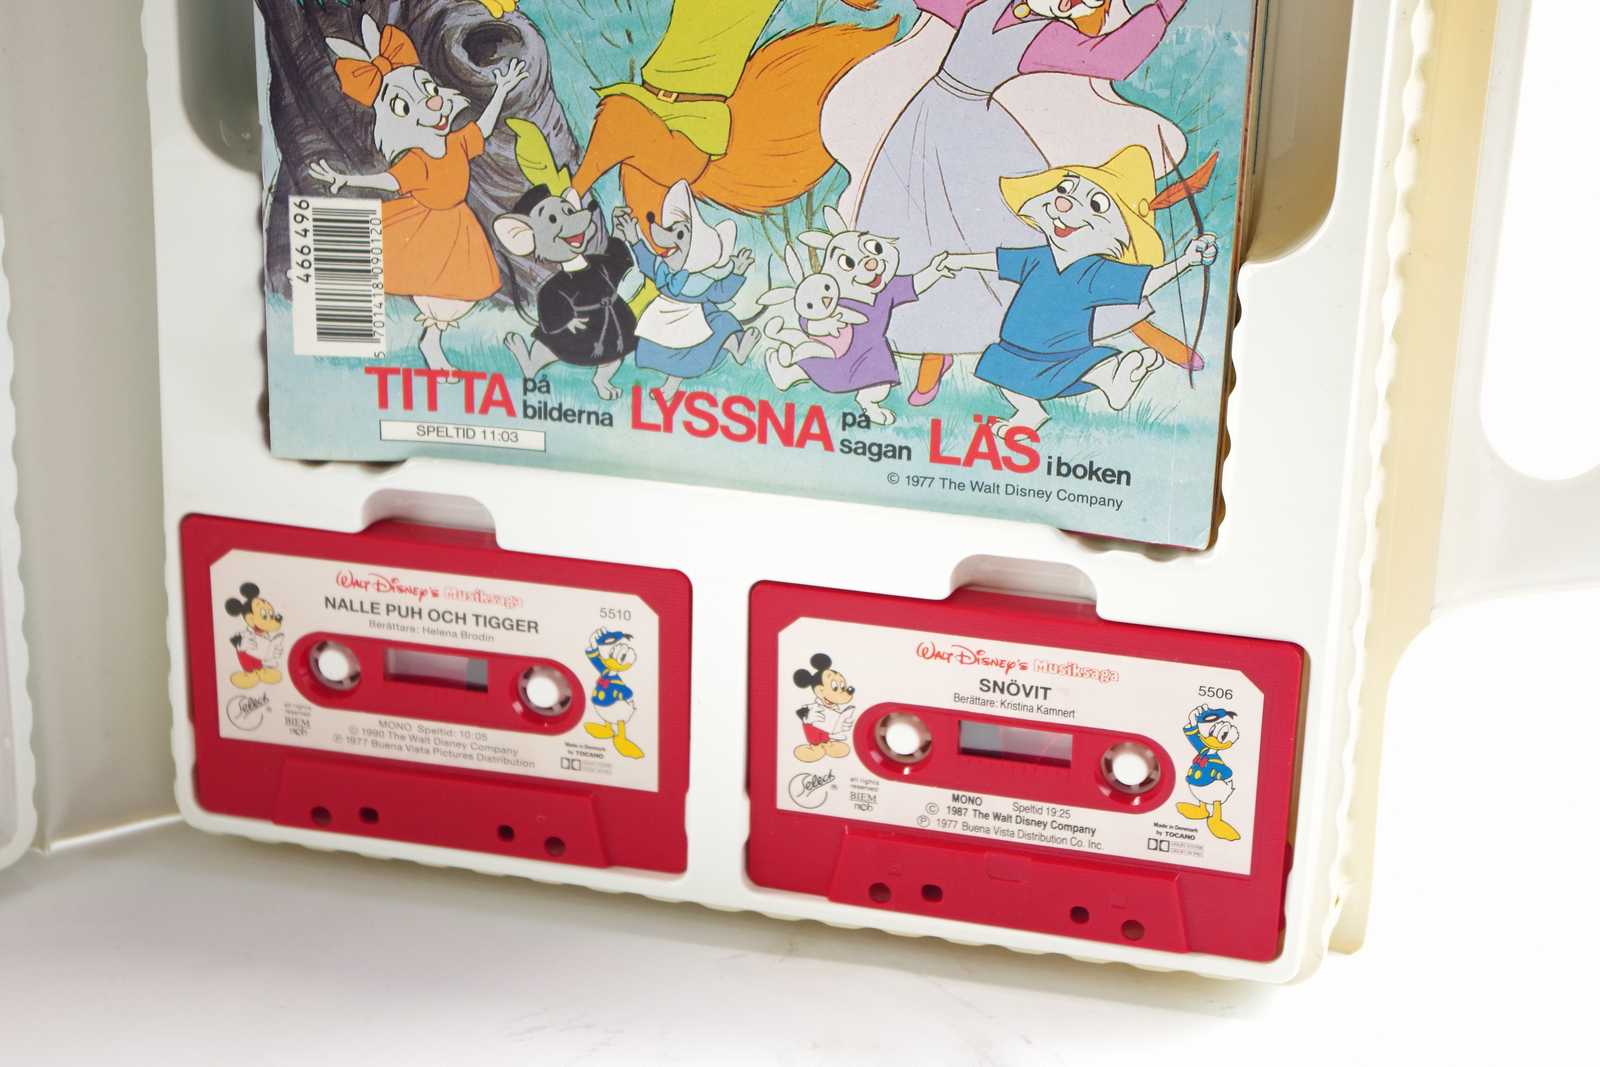 466496
5701418090120
TITTA på bilderna LYSSNA på sagan LÄS i boken
SPELTID 11:03
© 1977 The Walt Disney Company
WALT DISNEY'S Musiksaga
NALLE PUH OCH TIGGER
5510
Berättare: Helena Brodin
Select ®
all rights
reserved
BIEM
ncb
MONO Speltid: 10:05
© 1990 The Walt Disney Company
℗ 1977 Buena Vista Pictures Distribution
Made in Denmark
by TOCANO
WALT DISNEY'S Musiksaga
SNÖVIT
5506
Berättare: Kristina Kamnert
Select ®
all rights
reserved
BIEM
ncb
MONO Speltid 19:25
© 1987 The Walt Disney Company
℗ 1977 Buena Vista Distribution Co. Inc.
Made in Denmark
by TOCANO